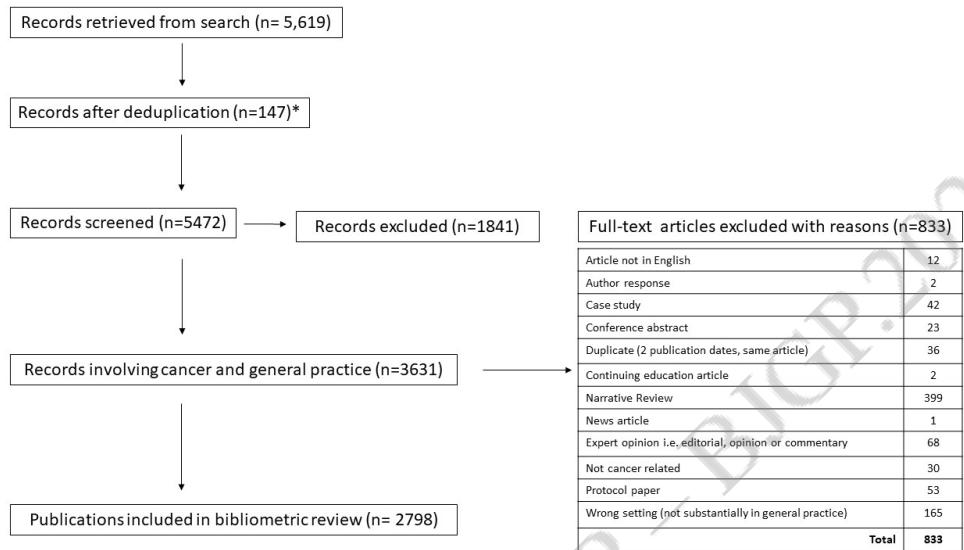 Records retrieved from search (n= 5,619)
Records after deduplication (n=147)*
Records screened (n=5472)
Records excluded (n=1841)
Records involving cancer and general practice (n=3631)
Publications included in bibliometric review (n= 2798)
Full-text articles excluded with reasons (n=833)
Article not in English 12
Author response 2
Case study 42
Conference abstract 23
Duplicate (2 publication dates, same article) 36
Continuing education article 2
Narrative Review 399
News article 1
Expert opinion i.e. editorial, opinion or commentary 68
Not cancer related 30
Protocol paper 53
Wrong setting (not substantially in general practice) 165
Total 833
BJGP.202